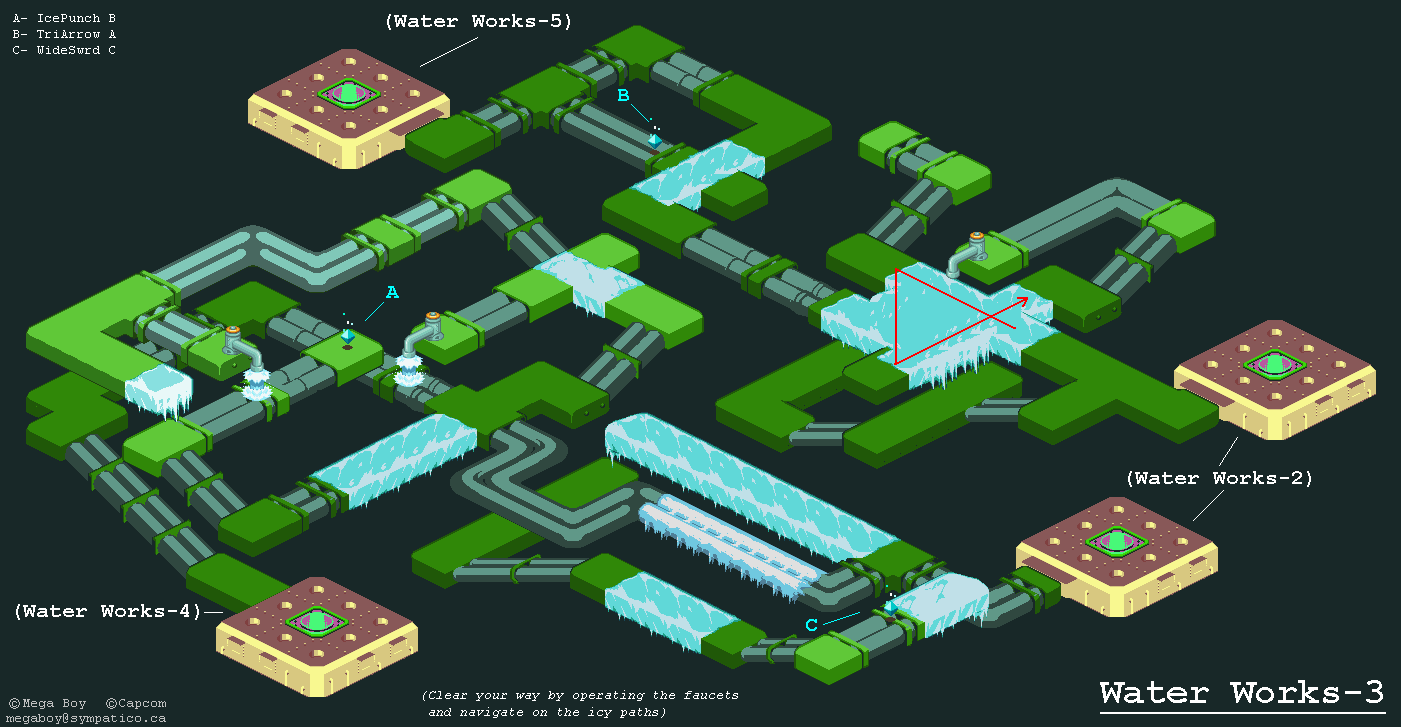 A- IcePunch B
B- TriArrow A
C- WideSwrd C
(Water Works-5)
B
A
(Water Works-2)
(Water Works-4)
C
(Clear your way by operating the faucets
and navigate on the icy paths)
Water Works-3
©Mega Boy ©Capcom
megaboy@sympatico.ca